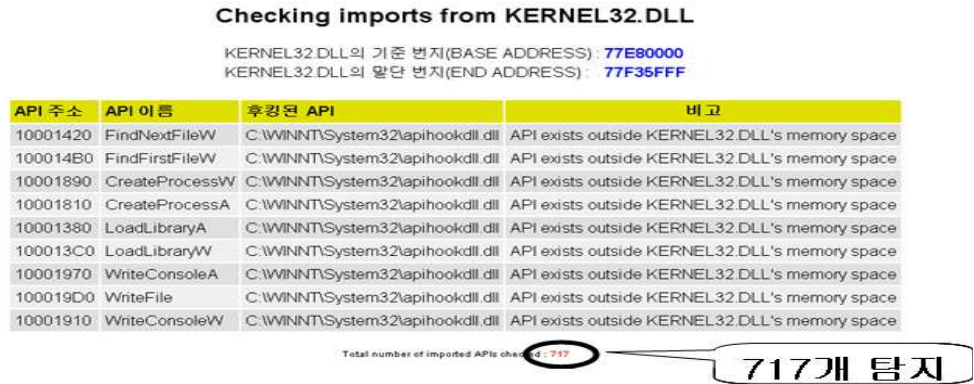 Checking imports from KERNEL32.DLL
KERNEL32.DLL의 기준 번지(BASE ADDRESS) : 77E80000
KERNEL32.DLL의 말단 번지(END ADDRESS) : 77F35FFF
API 주소 API 이름 후킹된 API 비고
10001420 FindNextFileW C:\WINNT\System32\apihookdll.dll API exists outside KERNEL32.DLL's memory space
100014B0 FindFirstFileW C:\WINNT\System32\apihookdll.dll API exists outside KERNEL32.DLL's memory space
10001890 CreateProcessW C:\WINNT\System32\apihookdll.dll API exists outside KERNEL32.DLL's memory space
10001810 CreateProcessA C:\WINNT\System32\apihookdll.dll API exists outside KERNEL32.DLL's memory space
10001380 LoadLibraryA C:\WINNT\System32\apihookdll.dll API exists outside KERNEL32.DLL's memory space
100013C0 LoadLibraryW C:\WINNT\System32\apihookdll.dll API exists outside KERNEL32.DLL's memory space
10001970 WriteConsoleA C:\WINNT\System32\apihookdll.dll API exists outside KERNEL32.DLL's memory space
100019D0 WriteFile C:\WINNT\System32\apihookdll.dll API exists outside KERNEL32.DLL's memory space
10001910 WriteConsoleW C:\WINNT\System32\apihookdll.dll API exists outside KERNEL32.DLL's memory space
Total number of imported APIs checked : 717
717개 탐지